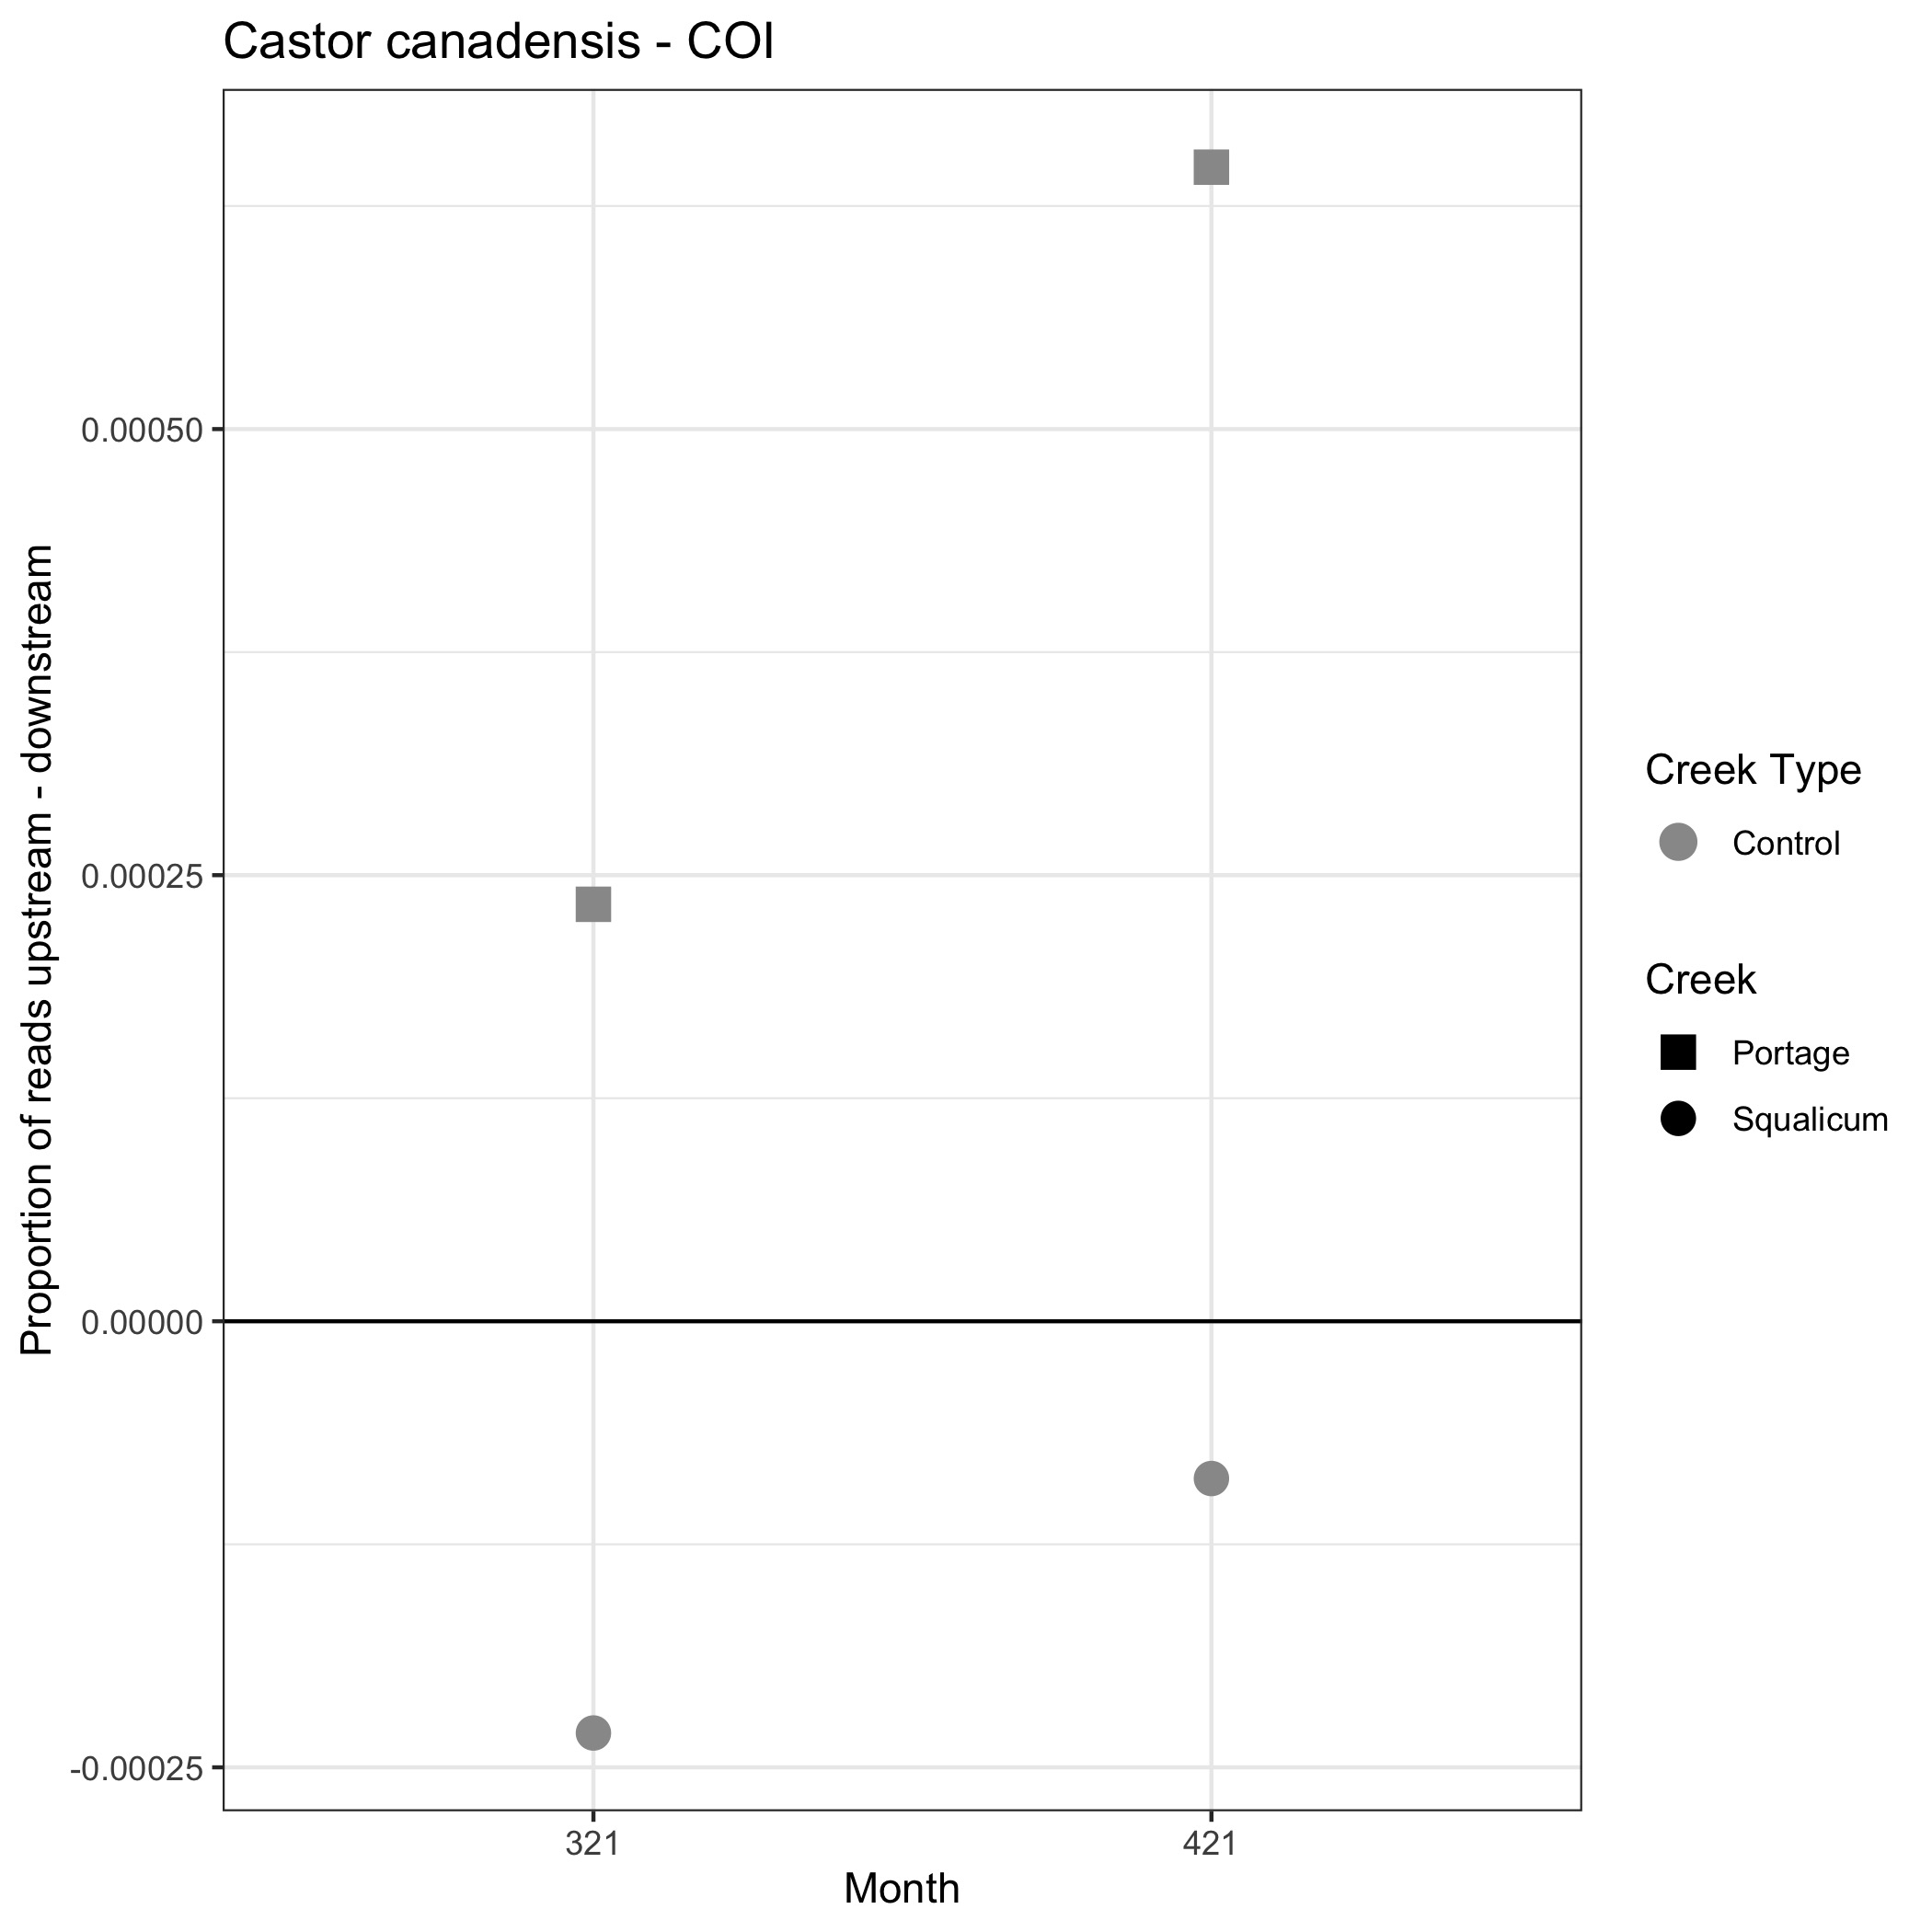 Castor canadensis - COI
Proportion of reads upstream - downstream
0.00050
0.00025
0.00000
-0.00025
321
421
Month
Creek Type
Control
Creek
Portage
Squalicum